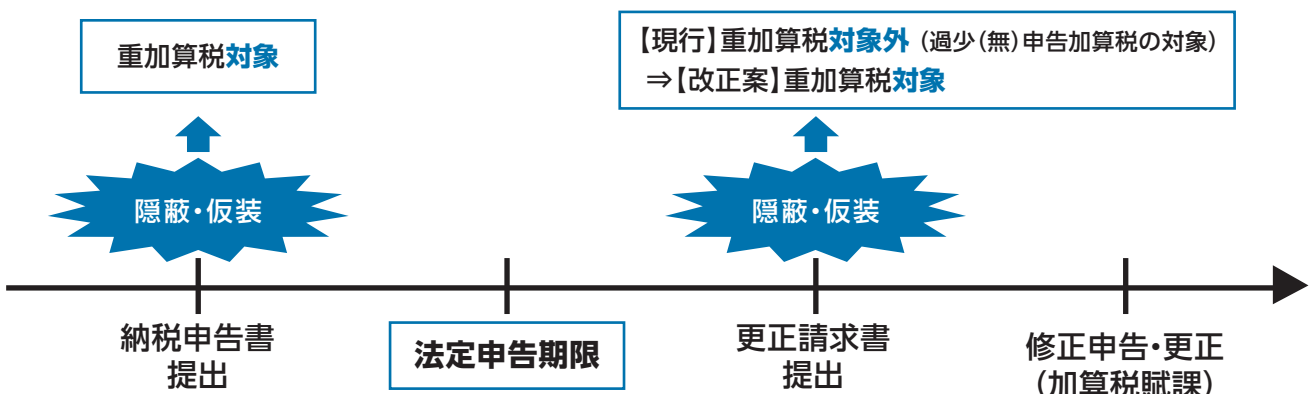 重加算税対象
【現行】重加算税対象外（過少(無)申告加算税の対象）
⇒【改正案】重加算税対象
隠蔽・仮装
隠蔽・仮装
納税申告書
提出
法定申告期限
更正請求書
提出
修正申告・更正
（加算税賦課）